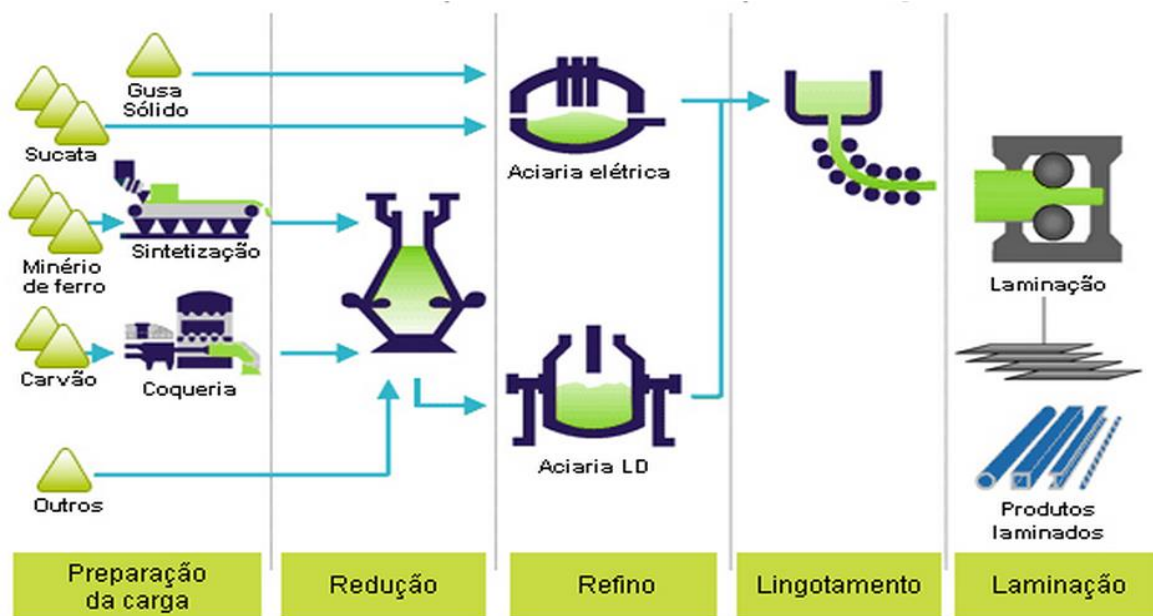 Gusa
Sólido
Sucata
Minério
de ferro
Sintetização
Carvão
Coqueria
Outros
Aciaria elétrica
Aciaria LD
Laminação
Produtos
laminados
Preparação
da carga
Redução
Refino
Lingotamento
Laminação